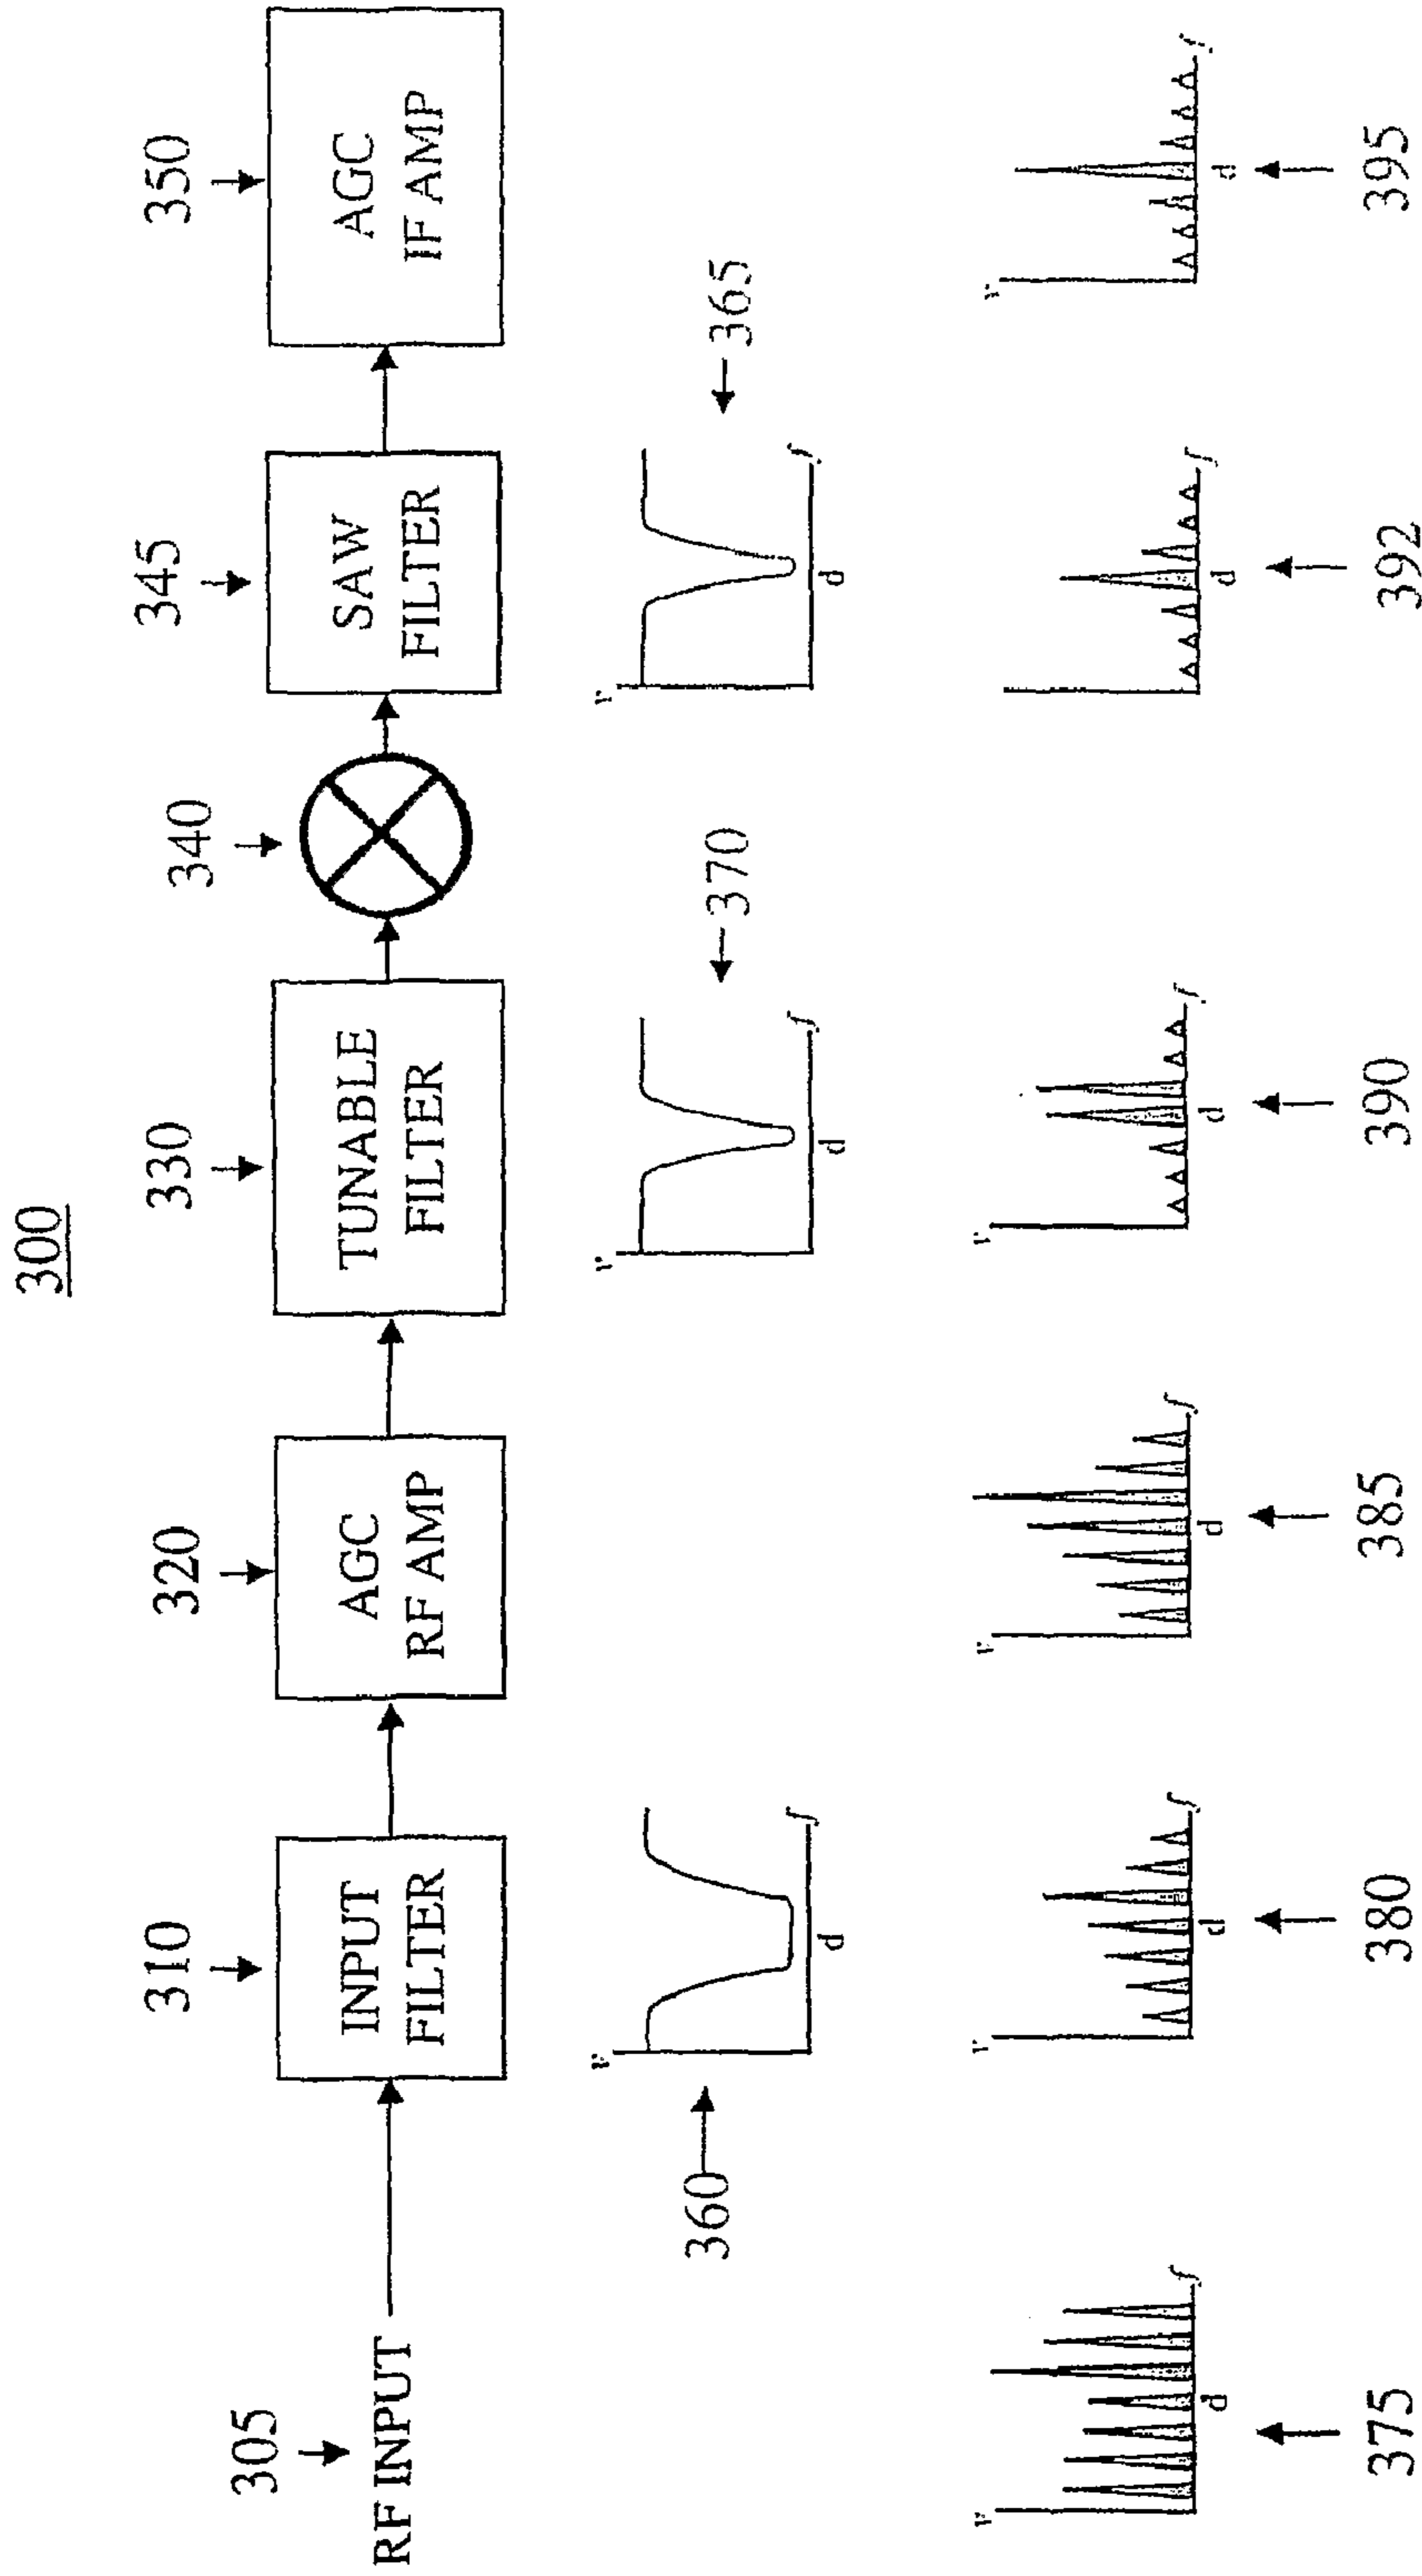 300
305
RF INPUT
310
INPUT
FILTER
320
AGC
RF AMP
330
TUNABLE
FILTER
340
345
SAW
FILTER
350
AGC
IF AMP
360
v
d
f
370
v
d
f
365
v
d
f
v
d
f
375
v
d
f
380
v
d
f
385
v
d
f
390
d
f
392
v
d
f
395